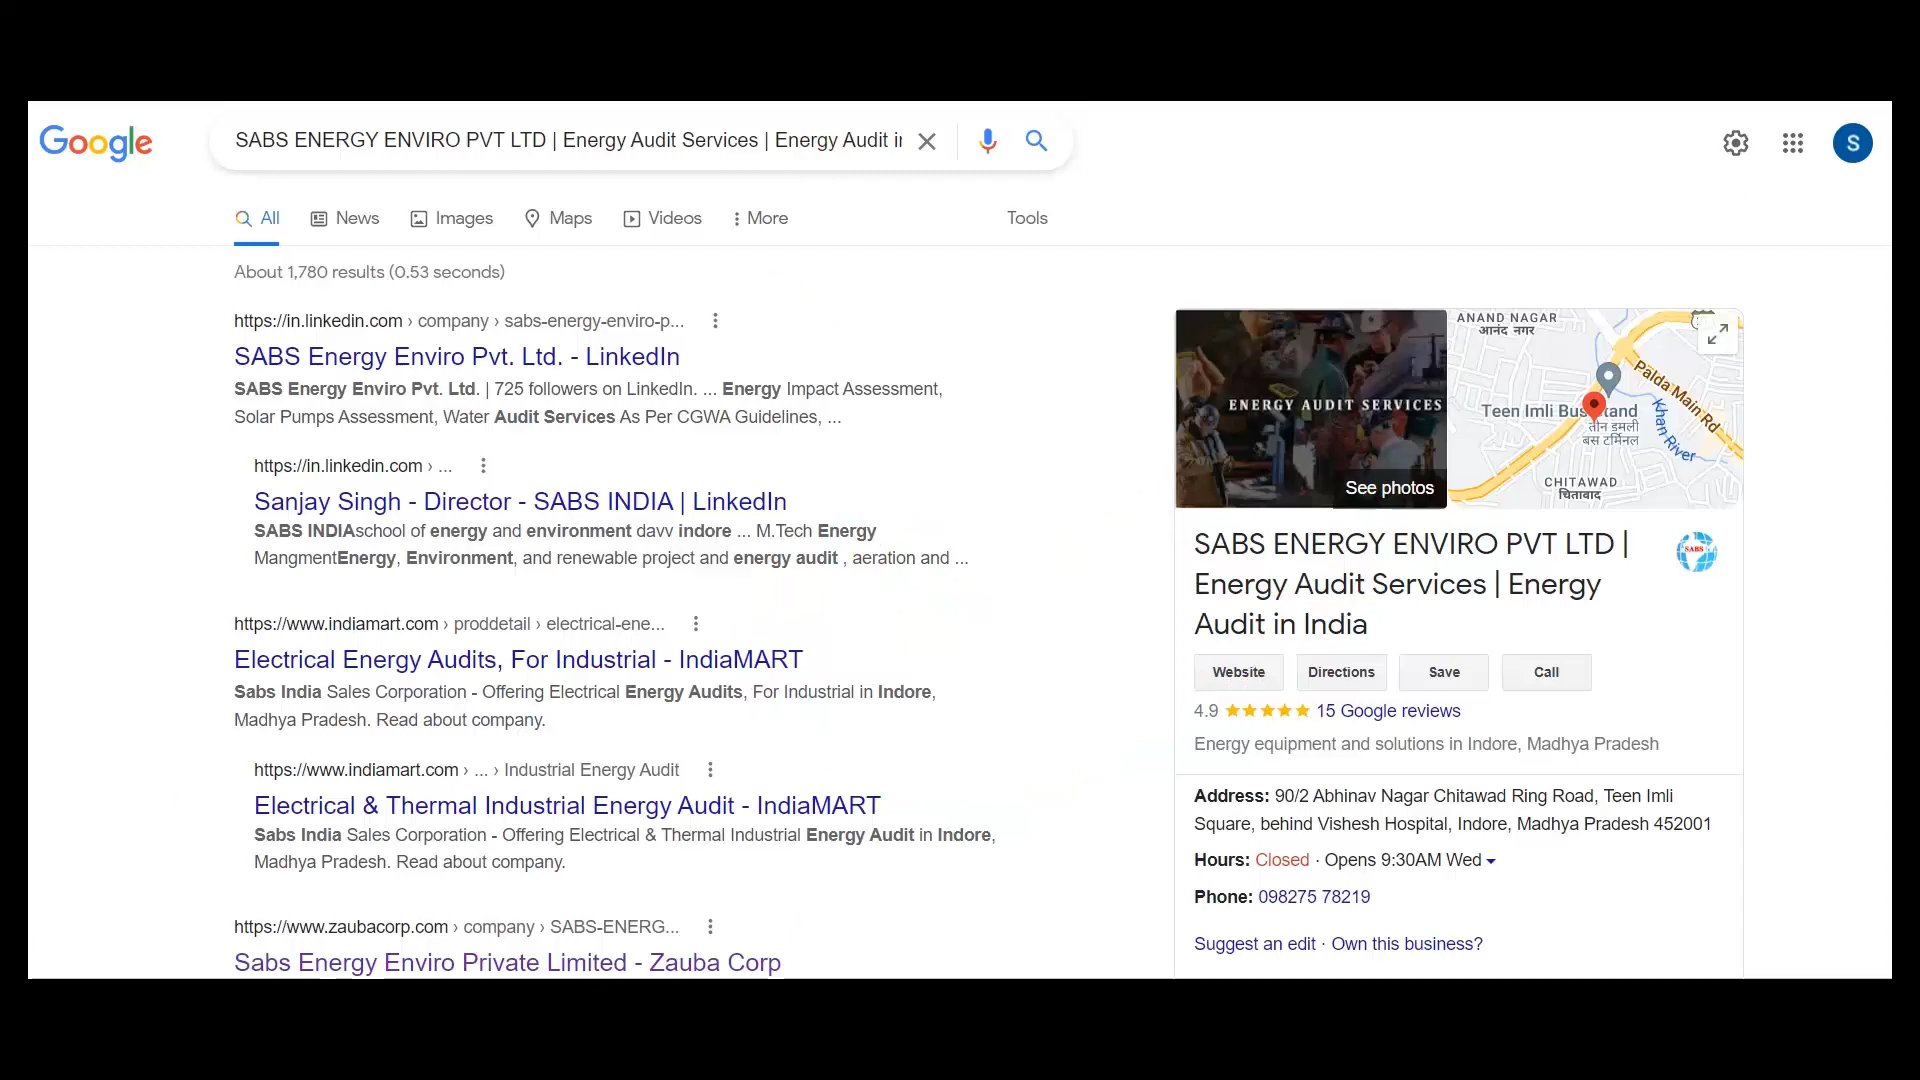 Google
SABS ENERGY ENVIRO PVT LTD | Energy Audit Services | Energy Audit
S
All
News
Images
Maps
Videos
More
Tools
About 1,780 results (0.53 seconds)
https://in.linkedin.com › company › sabs-energy-enviro-p...
SABS Energy Enviro Pvt. Ltd. - LinkedIn
SABS Energy Enviro Pvt. Ltd. | 725 followers on LinkedIn. ... Energy Impact Assessment,
Solar Pumps Assessment, Water Audit Services As Per CGWA Guidelines, ...
https://in.linkedin.com › ...
Sanjay Singh - Director - SABS INDIA | LinkedIn
SABS INDIAschool of energy and environment davv indore ... M.Tech Energy
MangmentEnergy, Environment, and renewable project and energy audit , aeration and ...
https://www.indiamart.com › proddetail › electrical-ene...
Electrical Energy Audits, For Industrial - IndiaMART
Sabs India Sales Corporation - Offering Electrical Energy Audits, For Industrial in Indore,
Madhya Pradesh. Read about company.
https://www.indiamart.com › ... › Industrial Energy Audit
Electrical & Thermal Industrial Energy Audit - IndiaMART
Sabs India Sales Corporation - Offering Electrical & Thermal Industrial Energy Audit in Indore,
Madhya Pradesh. Read about company.
https://www.zaubacorp.com › company › SABS-ENERG...
Sabs Energy Enviro Private Limited - Zauba Corp
ENERGY AUDIT SERVICES
See photos
ANAND NAGAR
आनंद नगर
Palda Main Rd
Teen Imli Bus Stand
तीन इमली
बस टर्मिनल
Khan River
CHITAWAD
चितावाद
SABS ENERGY ENVIRO PVT LTD |
Energy Audit Services | Energy
Audit in India
SABS
Website
Directions
Save
Call
4.9
15 Google reviews
Energy equipment and solutions in Indore, Madhya Pradesh
Address: 90/2 Abhinav Nagar Chitawad Ring Road, Teen Imli
Square, behind Vishesh Hospital, Indore, Madhya Pradesh 452001
Hours: Closed · Opens 9:30AM Wed
Phone: 098275 78219
Suggest an edit · Own this business?